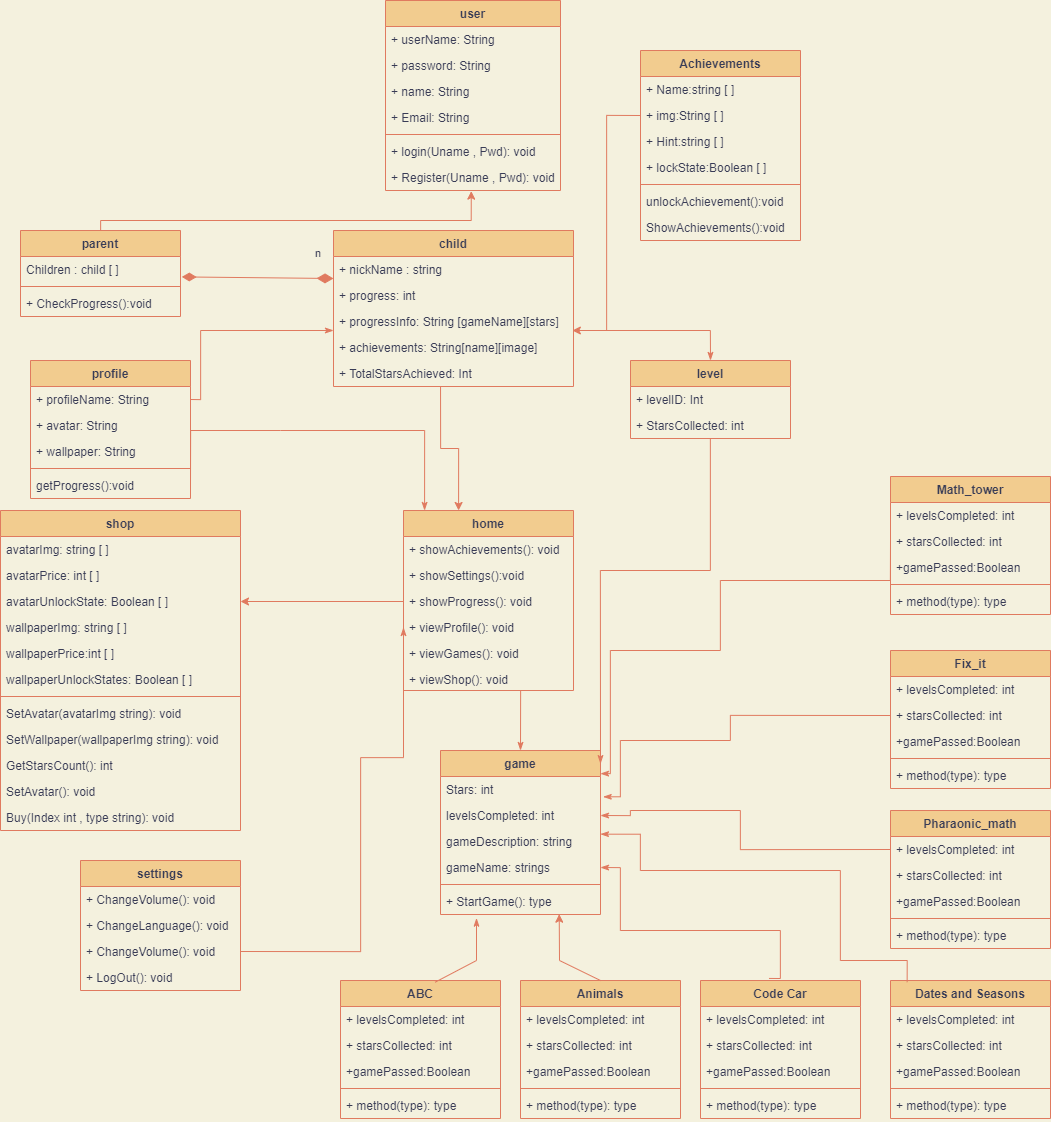 user
+ userName: String
+ password: String
+ name: String
+ Email: String
+ login(Uname , Pwd): void
+ Register(Uname , Pwd): void
Achievements
+ Name:string [ ]
+ img:String [ ]
+ Hint:string [ ]
+ lockState:Boolean [ ]
unlockAchievement():void
ShowAchievements():void
parent
Children : child [ ]
+ CheckProgress():void
n
child
+ nickName : string
+ progress: int
+ progressInfo: String [gameName][stars]
+ achievements: String[name][image]
+ TotalStarsAchieved: Int
profile
+ profileName: String
+ avatar: String
+ wallpaper: String
getProgress():void
level
+ levelID: Int
+ StarsCollected: int
shop
avatarImg: string [ ]
avatarPrice: int [ ]
avatarUnlockState: Boolean [ ]
wallpaperImg: string [ ]
wallpaperPrice:int [ ]
wallpaperUnlockStates: Boolean [ ]
SetAvatar(avatarImg string): void
SetWallpaper(wallpaperImg string): void
GetStarsCount(): int
SetAvatar(): void
Buy(Index int , type string): void
home
+ showAchievements(): void
+ showSettings():void
+ showProgress(): void
+ viewProfile(): void
+ viewGames(): void
+ viewShop(): void
Math_tower
+ levelsCompleted: int
+ starsCollected: int
+gamePassed:Boolean
+ method(type): type
Fix_it
+ levelsCompleted: int
+ starsCollected: int
+gamePassed:Boolean
+ method(type): type
game
Stars: int
levelsCompleted: int
gameDescription: string
gameName: strings
+ StartGame(): type
Pharaonic_math
+ levelsCompleted: int
+ starsCollected: int
+gamePassed:Boolean
+ method(type): type
settings
+ ChangeVolume(): void
+ ChangeLanguage(): void
+ ChangeVolume(): void
+ LogOut(): void
ABC
+ levelsCompleted: int
+ starsCollected: int
+gamePassed:Boolean
+ method(type): type
Animals
+ levelsCompleted: int
+ starsCollected: int
+gamePassed:Boolean
+ method(type): type
Code Car
+ levelsCompleted: int
+ starsCollected: int
+gamePassed:Boolean
+ method(type): type
Dates and Seasons
+ levelsCompleted: int
+ starsCollected: int
+gamePassed:Boolean
+ method(type): type